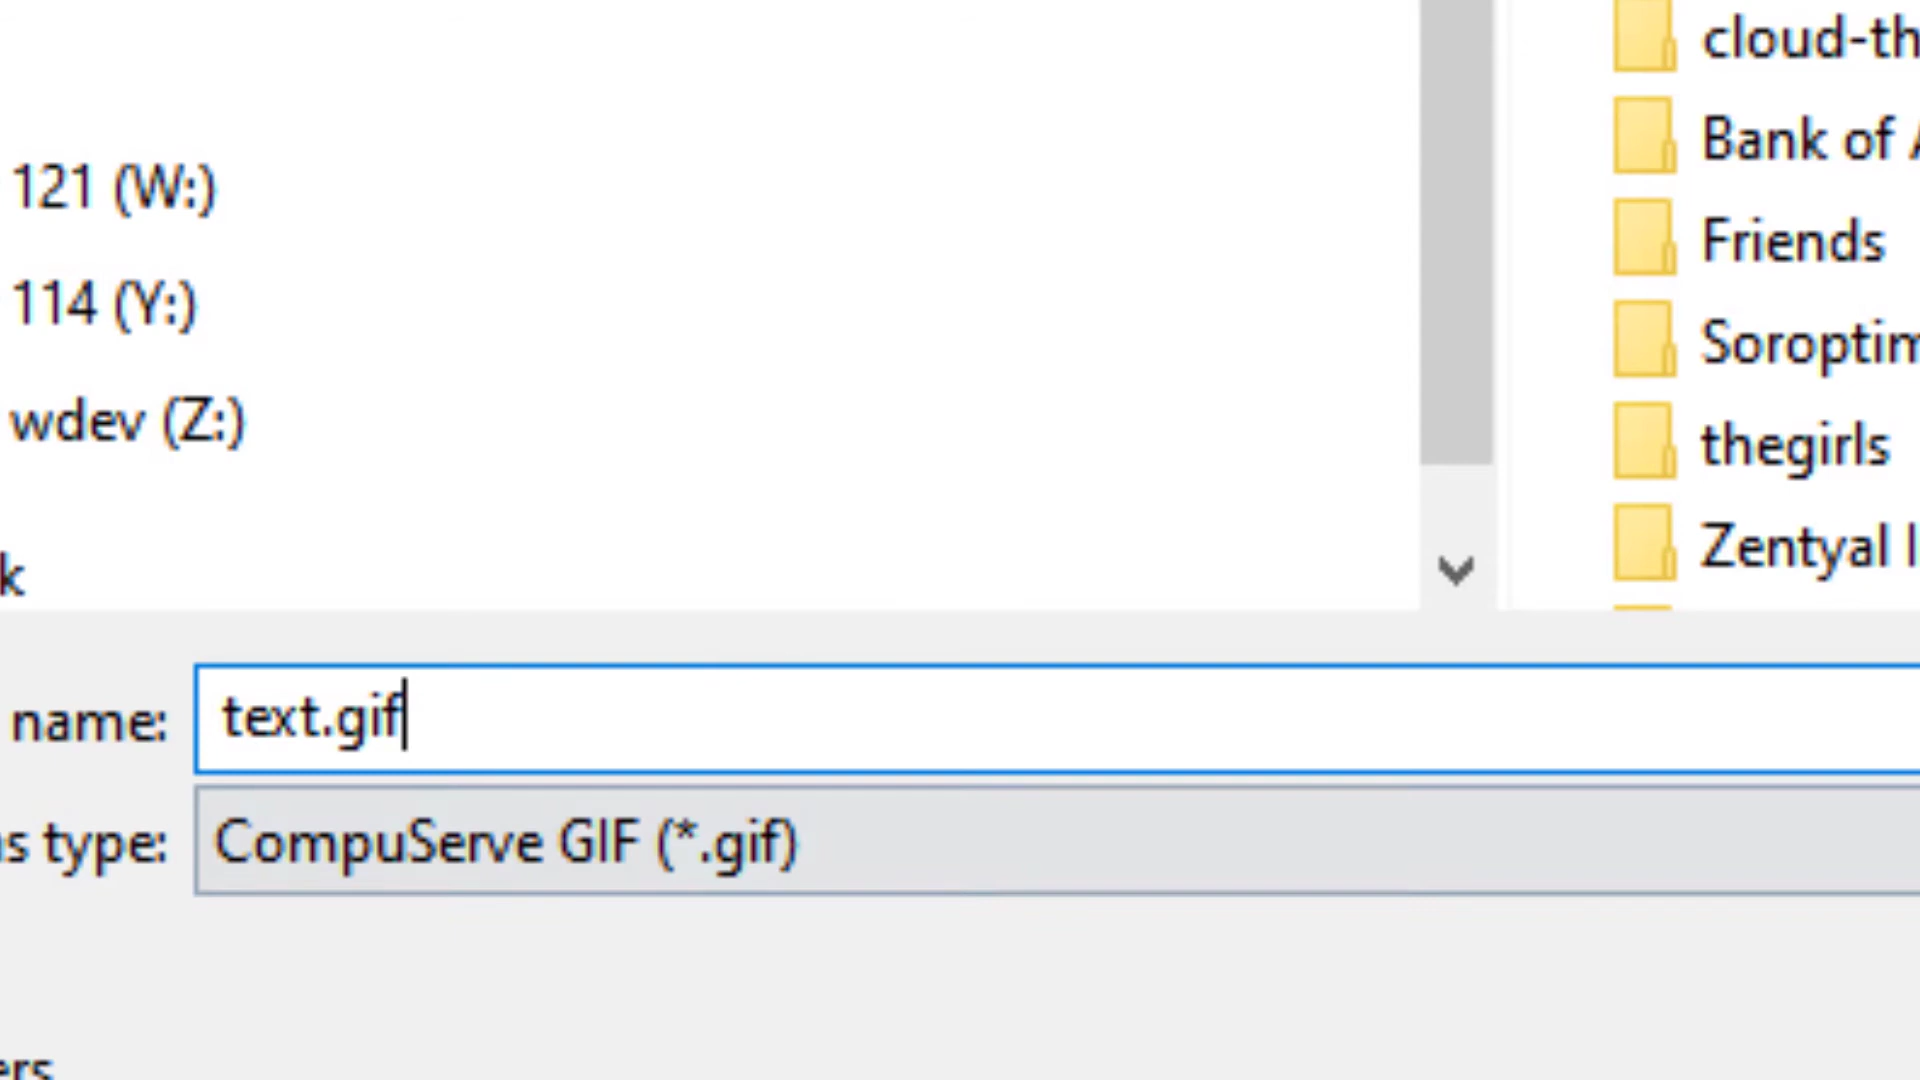 121 (W:)
114 (Y:)
wdev (Z:)
k
cloud-th
Bank of A
Friends
Soroptim
thegirls
Zentyal I
name:
text.gif
as type:
CompuServe GIF (*.gif)
ers